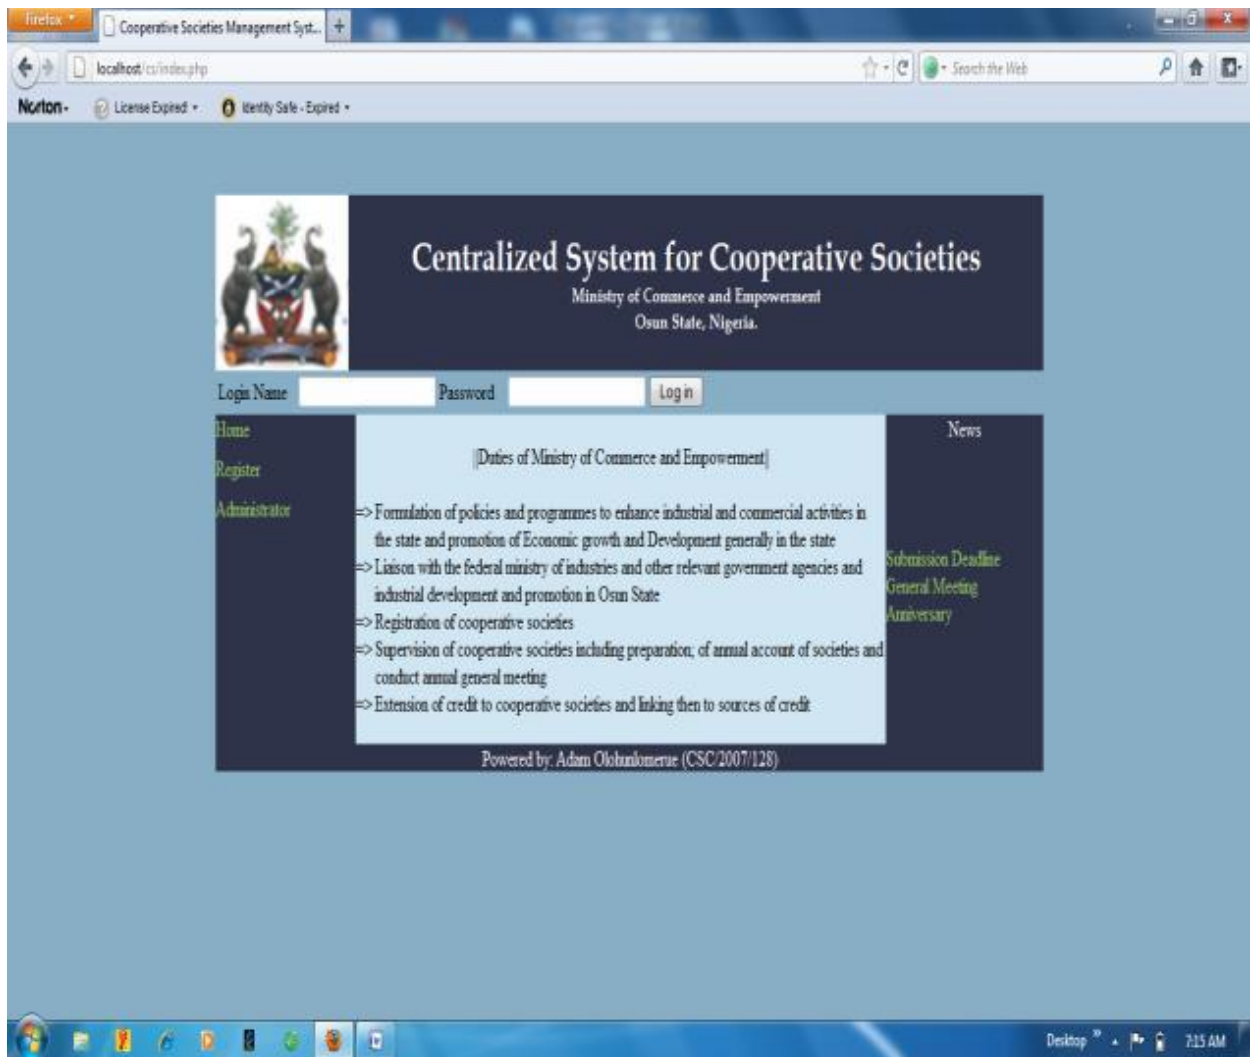 Firefox
Cooperative Societies Management Syst...
localhost/cs/index.php
Search the Web
Norton
License Expired
Identity Safe - Expired
Centralized System for Cooperative Societies
Ministry of Commerce and Empowerment
Osun State, Nigeria.
Login Name
Password
Log in
Home
Register
Administrator
||Duties of Ministry of Commerce and Empowerment||
=> Formulation of policies and programmes to enhance industrial and commercial activities in
the state and promotion of Economic growth and Development generally in the state
=> Liaison with the federal ministry of industries and other relevant government agencies and
industrial development and promotion in Osun State
=> Registration of cooperative societies
=> Supervision of cooperative societies including preparation; of annual account of societies and
conduct annual general meeting
=> Extension of credit to cooperative societies and linking then to sources of credit
News
Submission Deadline
General Meeting
Anniversary
Powered by: Adam (CSC/2007/128)
Desktop
7:15 AM